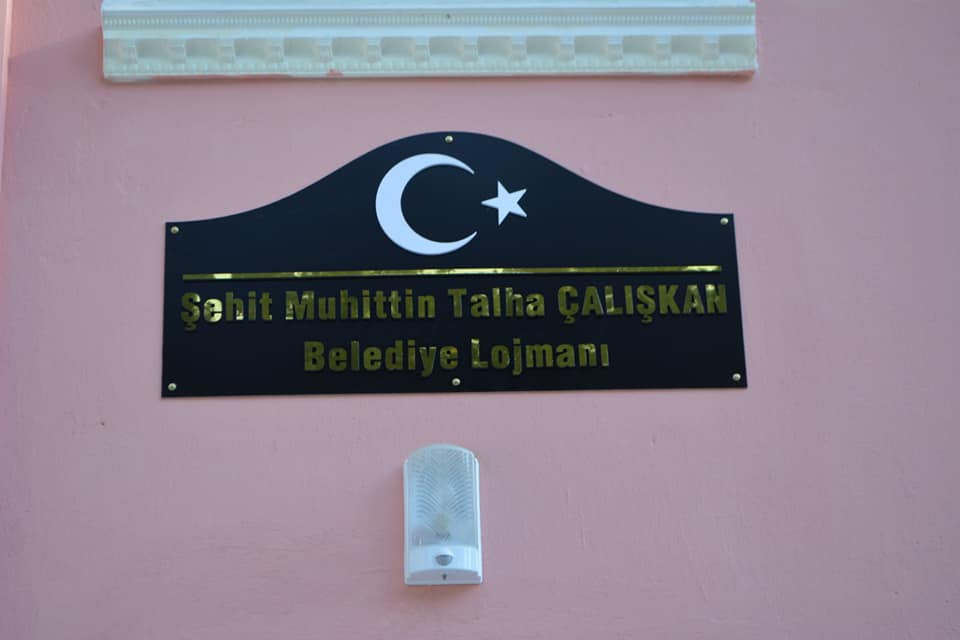 Şehit Muhittin Talha ÇALIŞKAN
Belediye Lojmanı